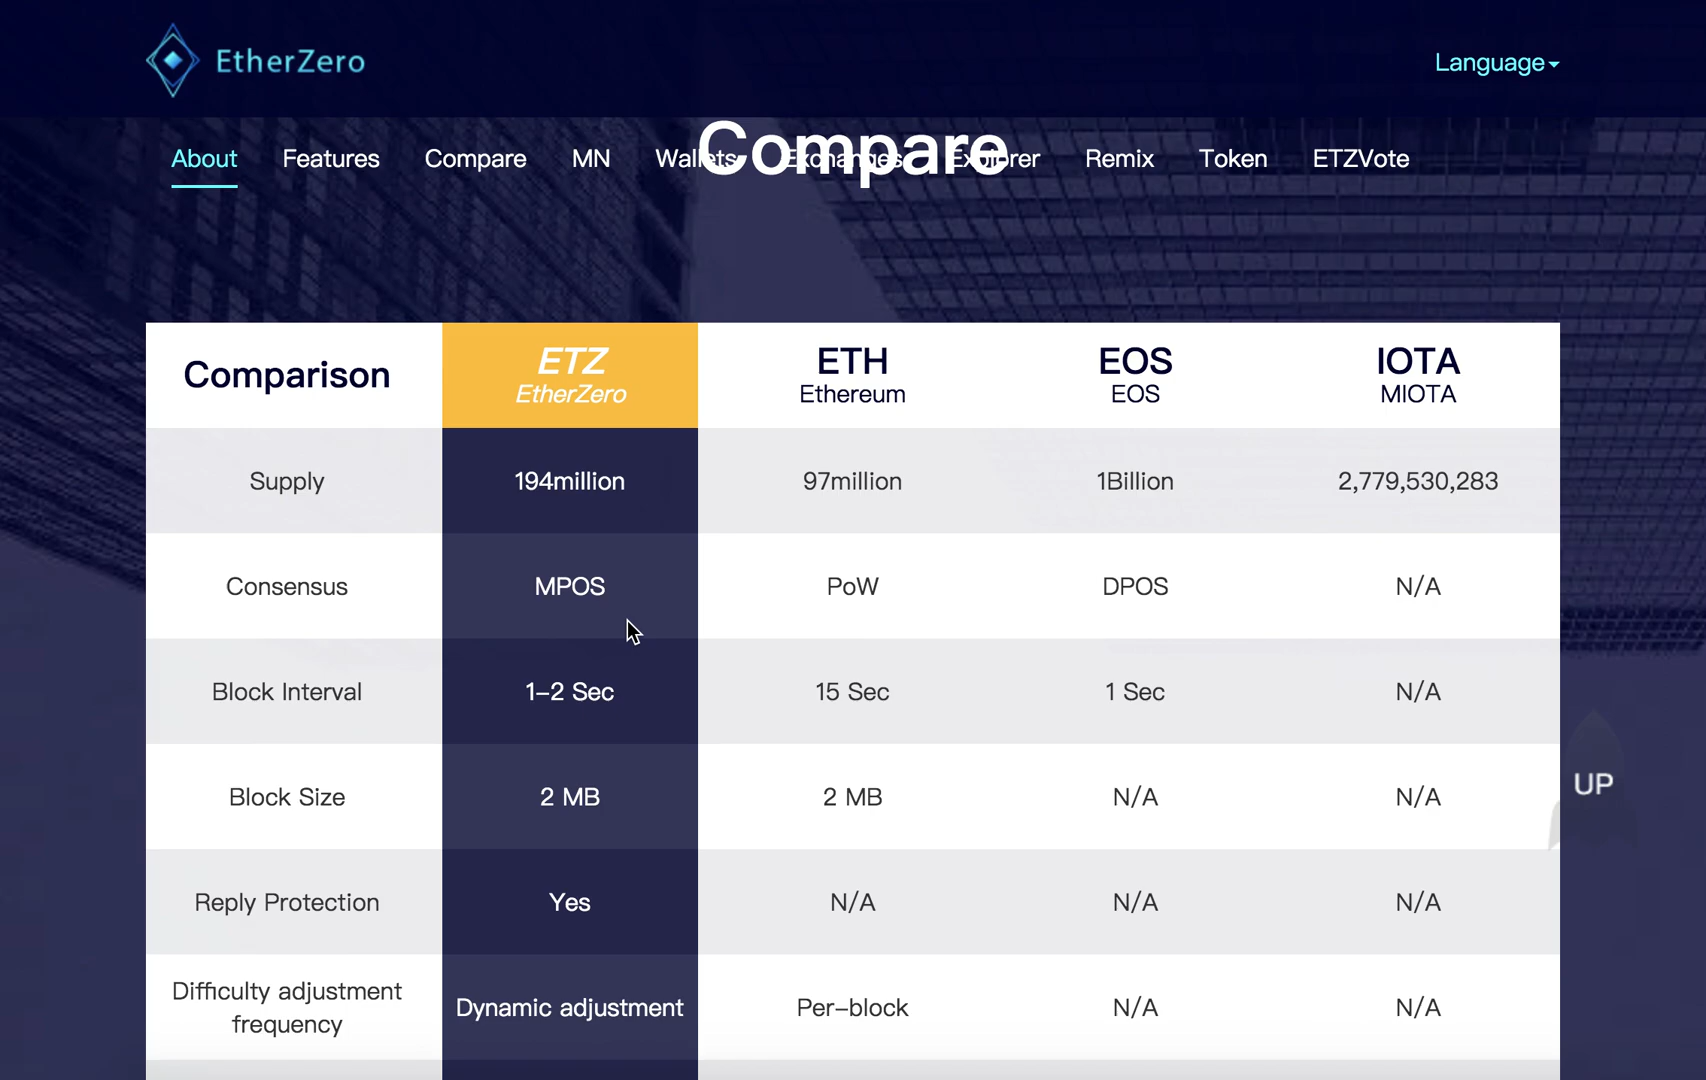 EtherZero
Language
Compare
About Features Compare MN Wallets Exchanges Explorer Remix Token ETZVote
Comparison
ETZ
EtherZero
ETH
Ethereum
EOS
EOS
IOTA
MIOTA
Supply 194million 97million 1Billion 2,779,530,283
Consensus MPOS PoW DPOS N/A
Block Interval 1–2 Sec 15 Sec 1 Sec N/A
Block Size 2 MB 2 MB N/A N/A
UP
Reply Protection Yes N/A N/A N/A
Difficulty adjustment
frequency
Dynamic adjustment Per–block N/A N/A